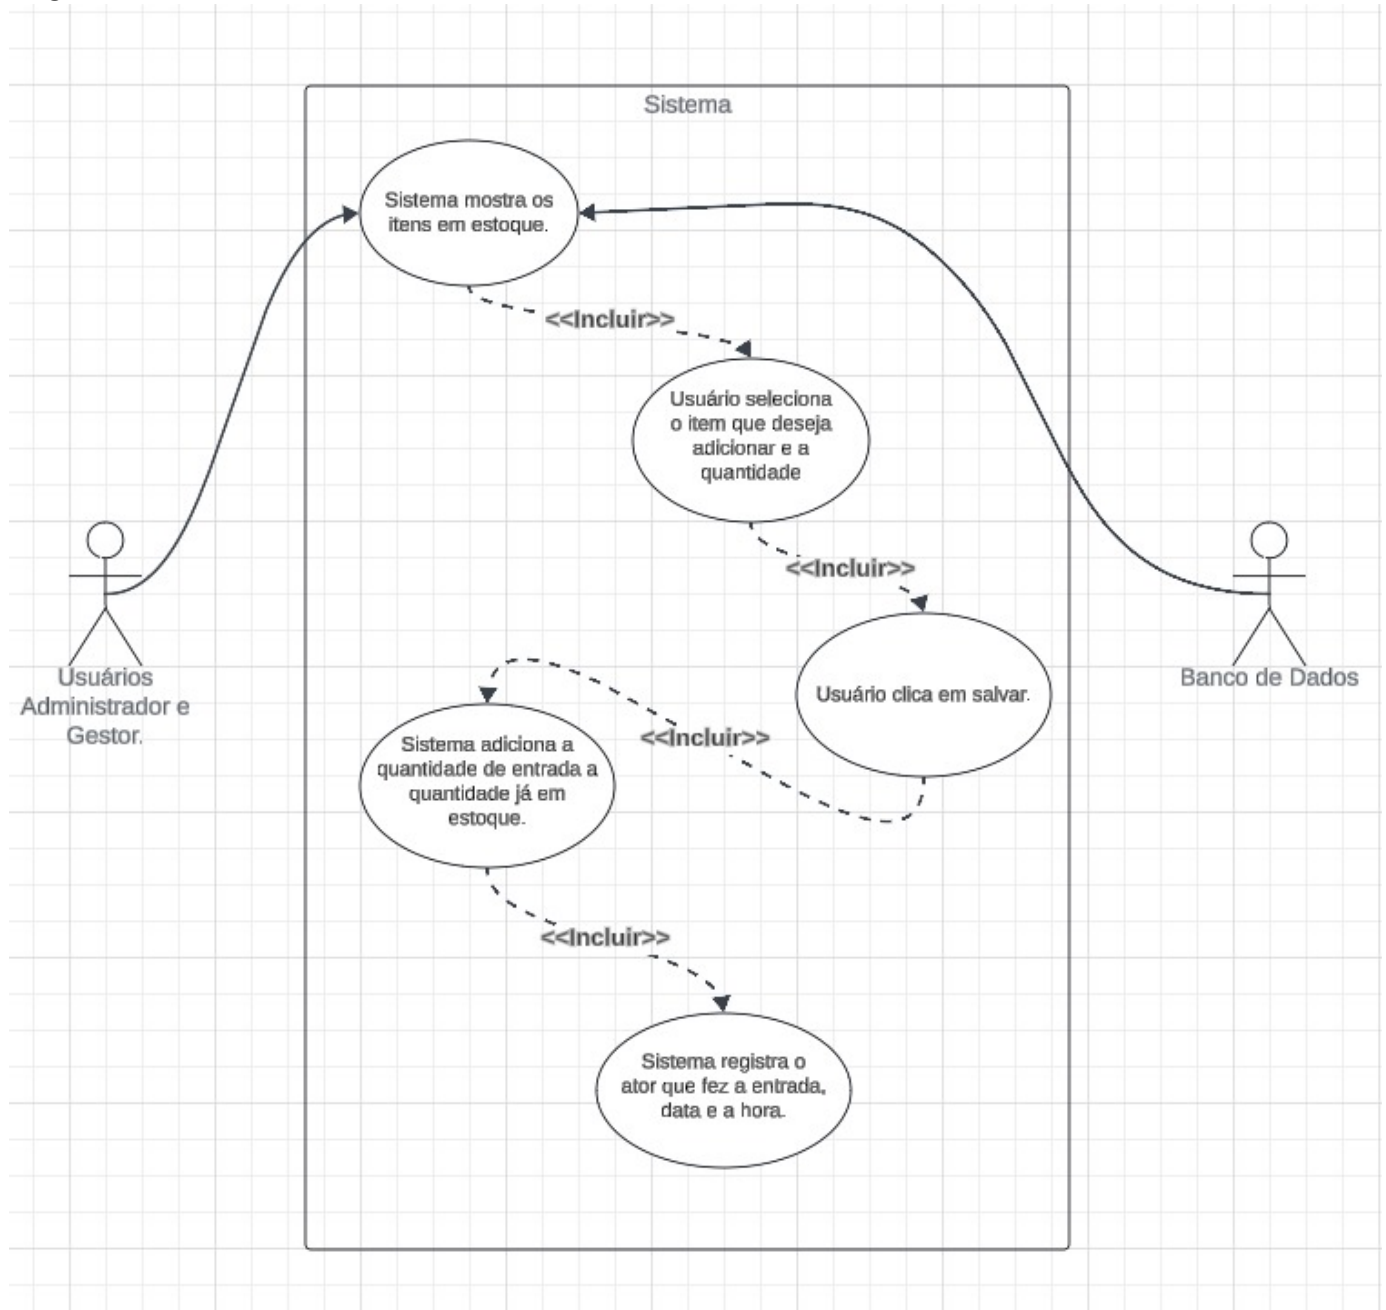 Sistema
Sistema mostra os
itens em estoque.
<<Incluir>>
Usuário seleciona
o item que deseja
adicionar e a
quantidade
<<Incluir>>
Usuário clica em salvar.
<<Incluir>>
Sistema adiciona a
quantidade de entrada a
quantidade já em
estoque.
<<Incluir>>
Sistema registra o
ator que fez a entrada,
data e a hora.
Usuários
Administrador e
Gestor.
Banco de Dados